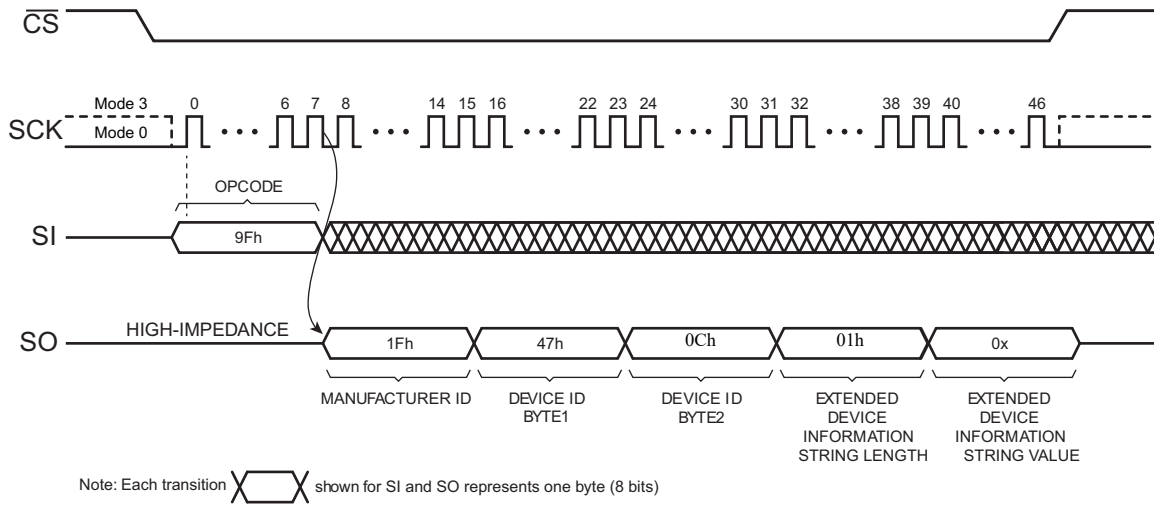 CS
SCK
Mode 3
Mode 0
0 6 7 8 14 15 16 22 23 24 30 31 32 38 39 40 46
OPCODE
SI
9Fh
SO
HIGH-IMPEDANCE
1Fh 47h 0Ch 01h 0x
MANUFACTURER ID
DEVICE ID
BYTE1
DEVICE ID
BYTE2
EXTENDED
DEVICE
INFORMATION
STRING LENGTH
EXTENDED
DEVICE
INFORMATION
STRING VALUE
Note: Each transition shown for SI and SO represents one byte (8 bits)